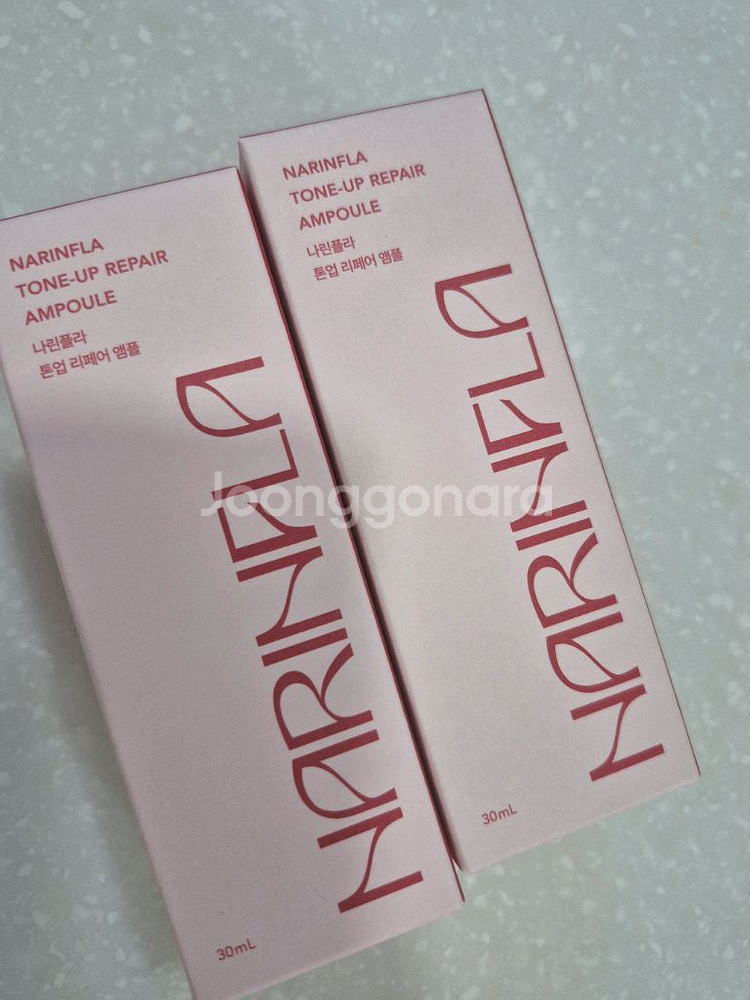 NARINFLA
TONE-UP REPAIR
AMPOULE
나린플라
톤업 리페어 앰플
NARINFLA
30mL
NARINFLA
TONE-UP REPAIR
AMPOULE
나린플라
톤업 리페어 앰플
NARINFLA
30mL
Joonggonara